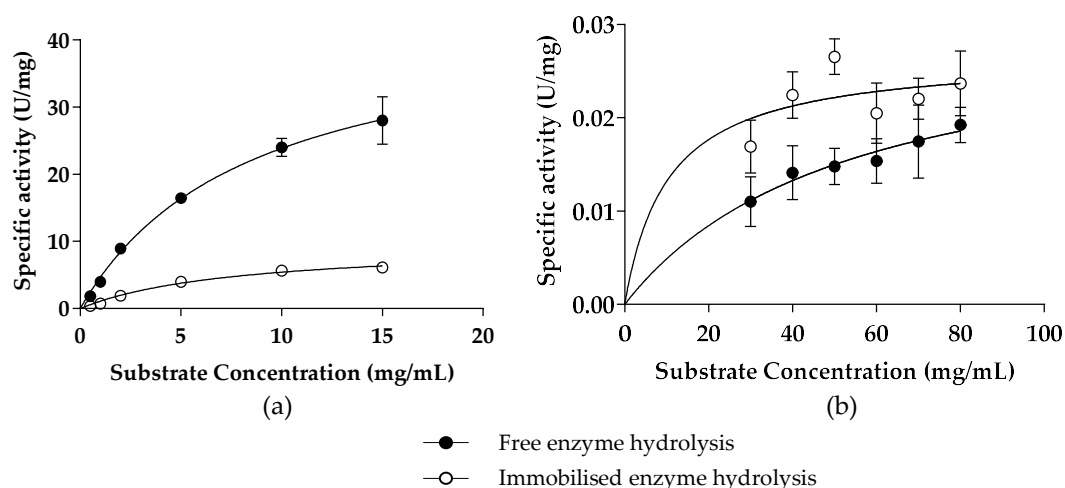 Specific activity (U/mg)
40
30
20
10
0
0 5 10 15 20
Substrate Concentration (mg/mL)
(a)
Specific activity (U/mg)
0.03
0.02
0.01
0.00
0 20 40 60 80 100
Substrate Concentration (mg/mL)
(b)
Free enzyme hydrolysis
Immobilised enzyme hydrolysis